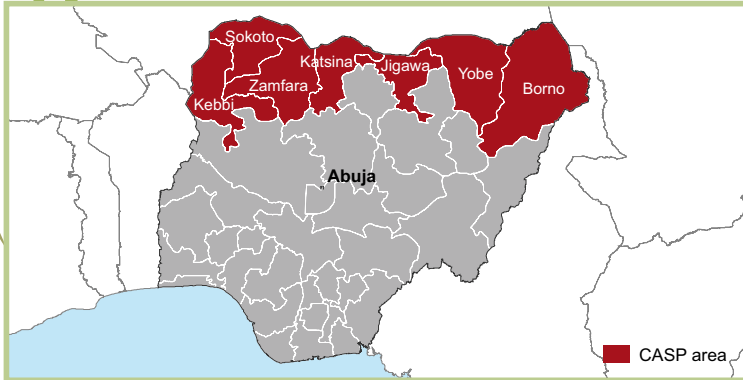 Sokoto
Katsina
Jigawa
Yobe
Zamfara
Borno
Kebbi
Abuja
CASP area